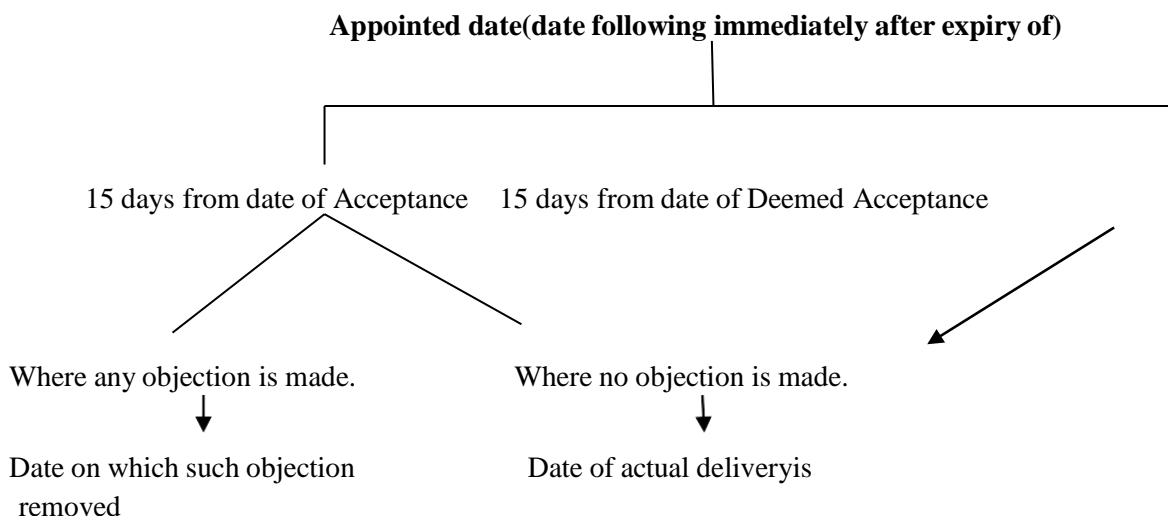 Appointed date(date following immediately after expiry of)
15 days from date of Acceptance 15 days from date of Deemed Acceptance
Where any objection is made. Where no objection is made.
Date on which such objection Date of actual deliveryis
removed